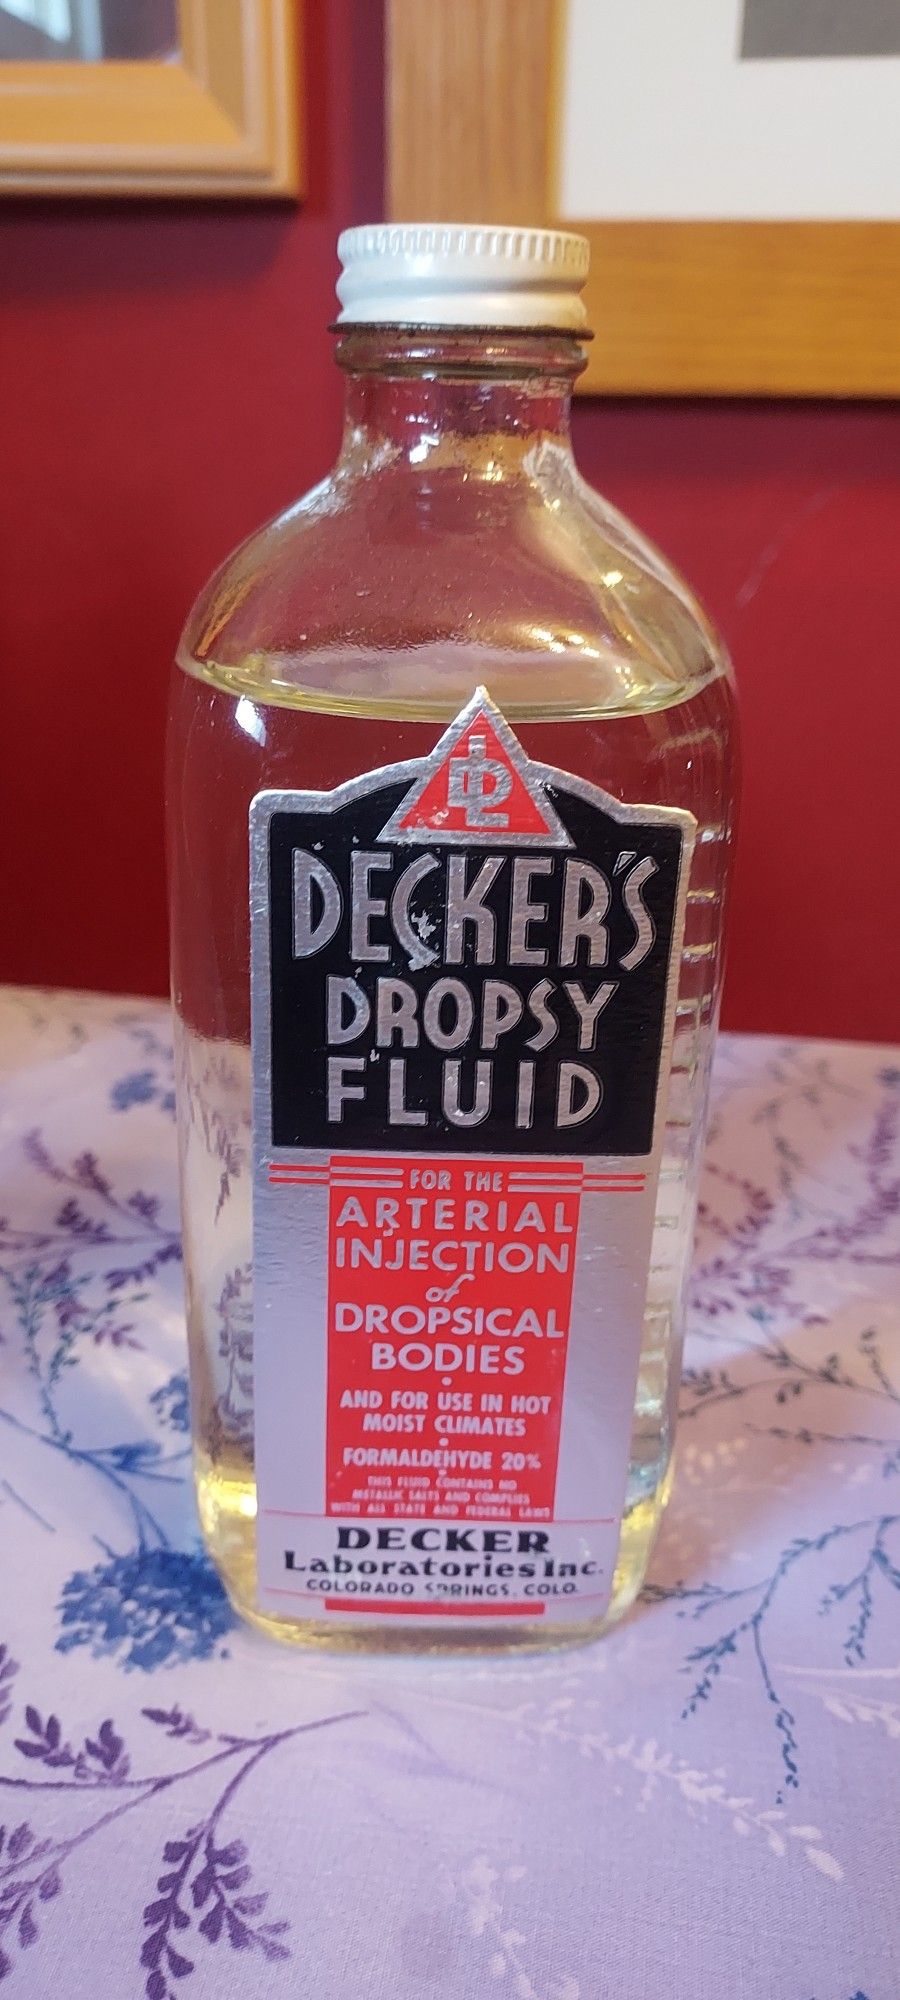 DL
DECKER'S
DROPSY
FLUID
FOR THE
ARTERIAL
INJECTION
of
DROPSICAL
BODIES
AND FOR USE IN HOT
MOIST CLIMATES
FORMALDEHYDE 20%
THIS FLUID CONTAINS NO
METALLIC SALTS AND COMPLIES
WITH ALL STATE AND FEDERAL LAWS
DECKER
Laboratories Inc.
COLORADO SPRINGS, COLO.